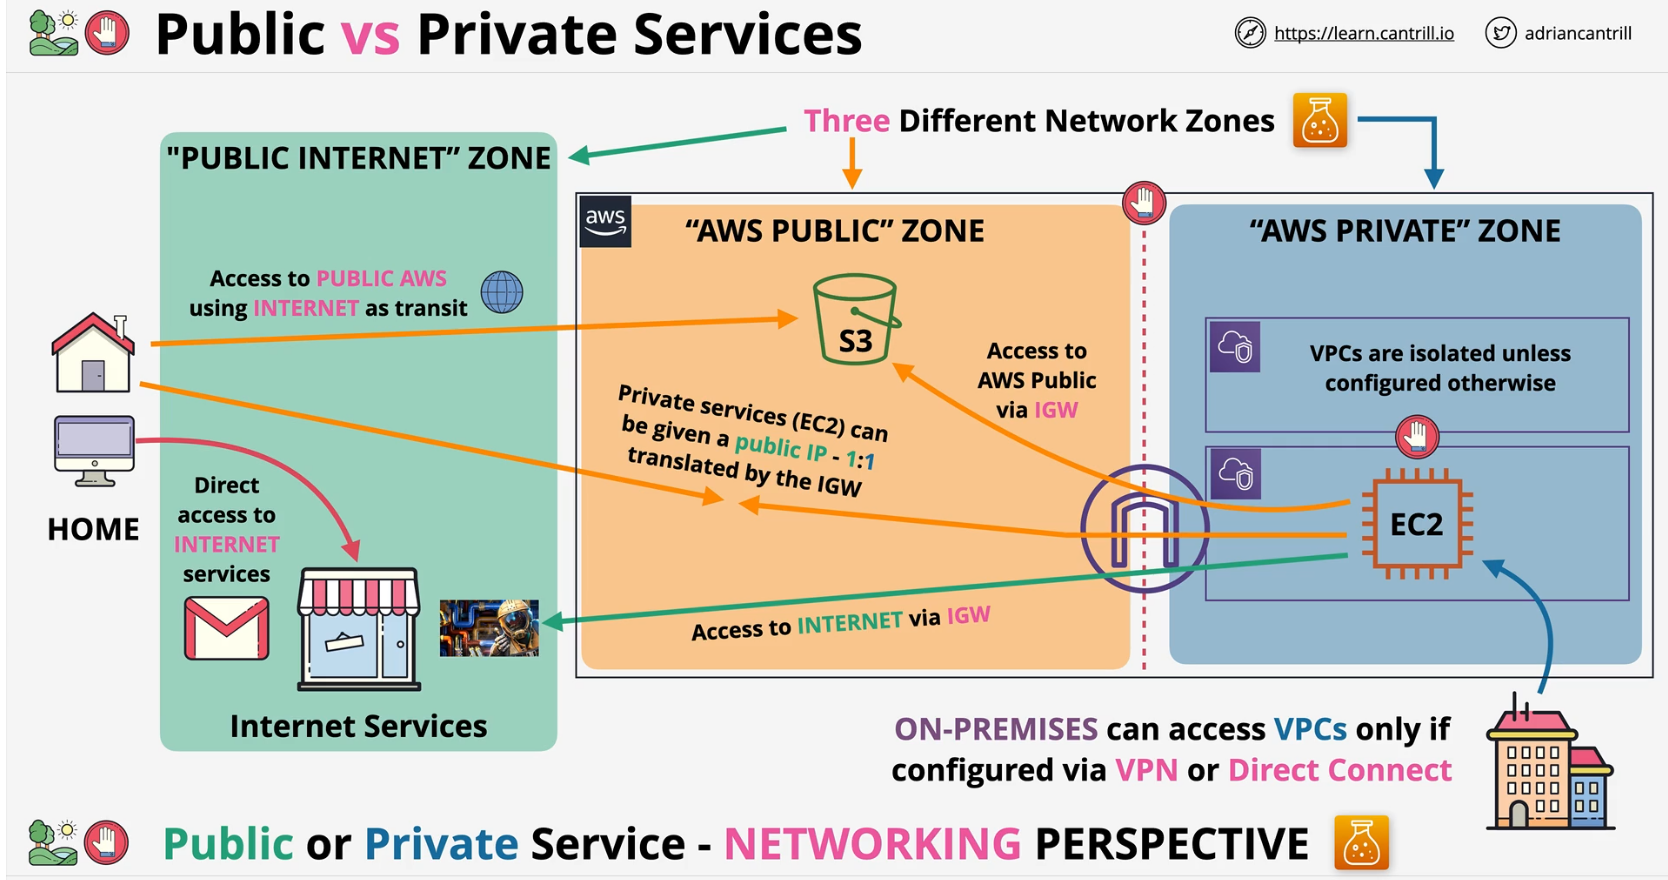 Public vs Private Services
https://learn.cantrill.io
adriancantrill
Three Different Network Zones
"PUBLIC INTERNET” ZONE
aws
“AWS PUBLIC” ZONE
“AWS PRIVATE” ZONE
Access to PUBLIC AWS
using INTERNET as transit
S3
Access to
AWS Public
via IGW
VPCs are isolated unless
configured otherwise
Private services (EC2) can
be given a public IP - 1:1
translated by the IGW
HOME
Direct
access to
INTERNET
services
EC2
Access to INTERNET via IGW
Internet Services
ON-PREMISES can access VPCs only if
configured via VPN or Direct Connect
Public or Private Service - NETWORKING PERSPECTIVE